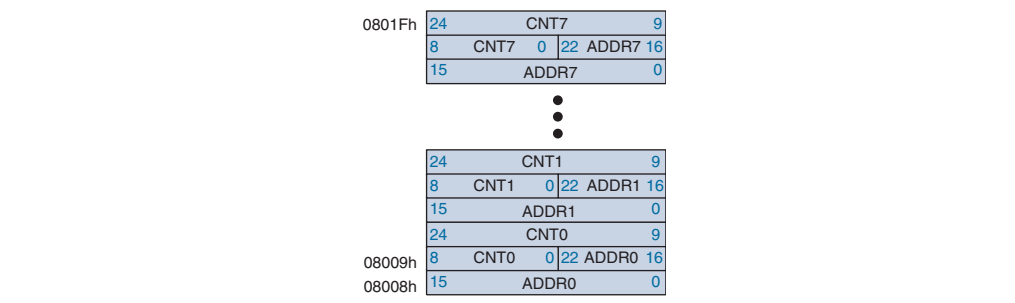 0801Fh 24 CNT7 9
8 CNT7 0 22 ADDR7 16
15 ADDR7 0
24 CNT1 9
8 CNT1 0 22 ADDR1 16
15 ADDR1 0
24 CNT0 9
08009h 8 CNT0 0 22 ADDR0 16
08008h 15 ADDR0 0